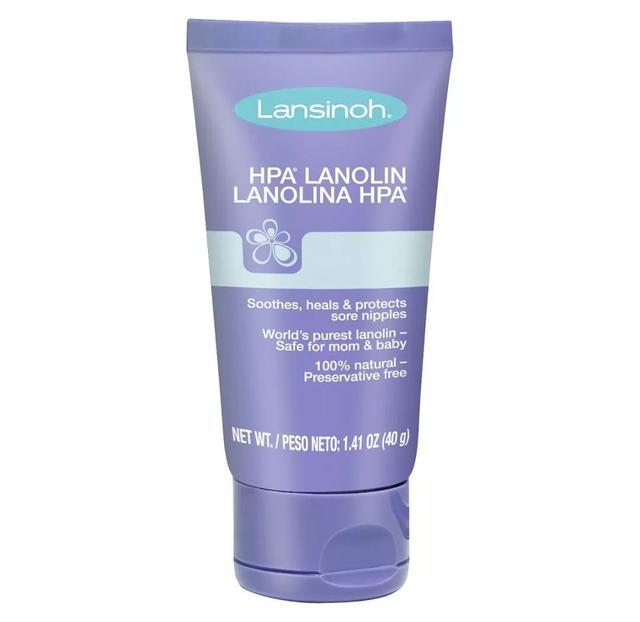 Lansinoh®
HPA® LANOLIN
LANOLINA HPA®
Soothes, heals & protects
sore nipples
World's purest lanolin –
Safe for mom & baby
100% natural –
Preservative free
NET WT. / PESO NETO: 1.41 OZ (40 g)